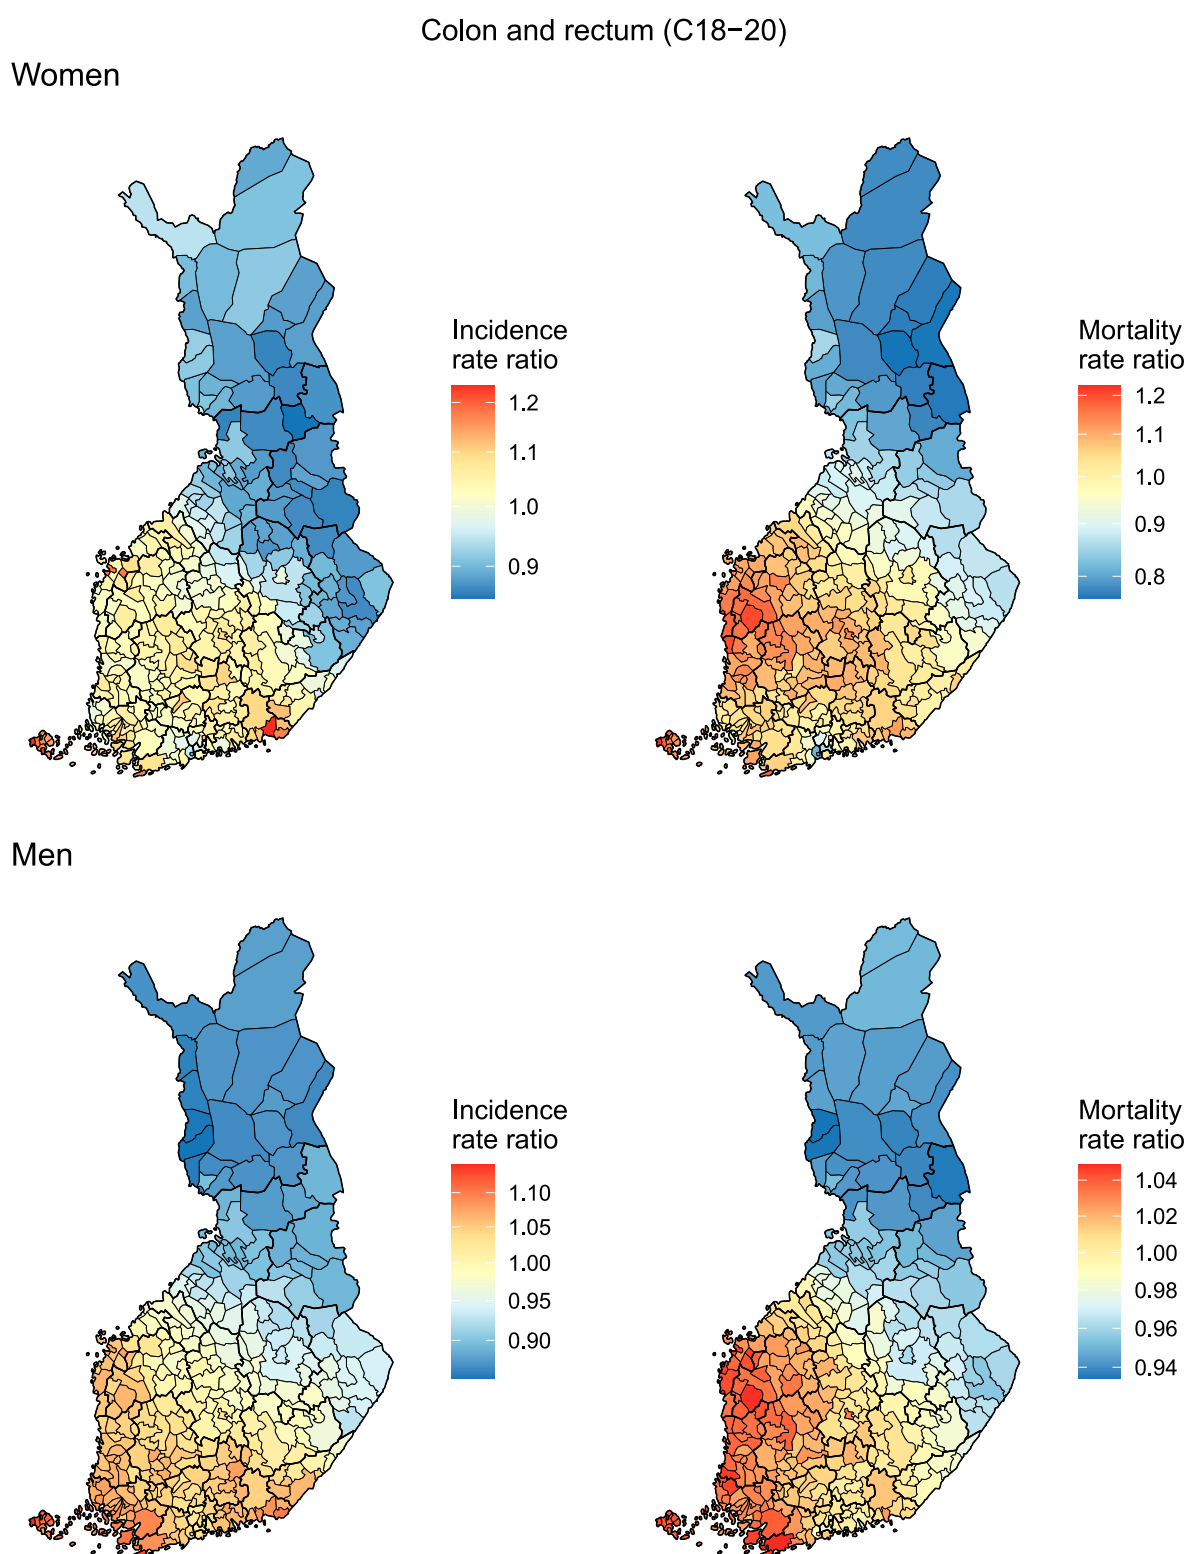 Colon and rectum (C18−20)
Women
Incidence
rate ratio
1.2
1.1
1.0
0.9
Mortality
rate ratio
1.2
1.1
1.0
0.9
0.8
Men
Incidence
rate ratio
1.10
1.05
1.00
0.95
0.90
Mortality
rate ratio
1.04
1.02
1.00
0.98
0.96
0.94